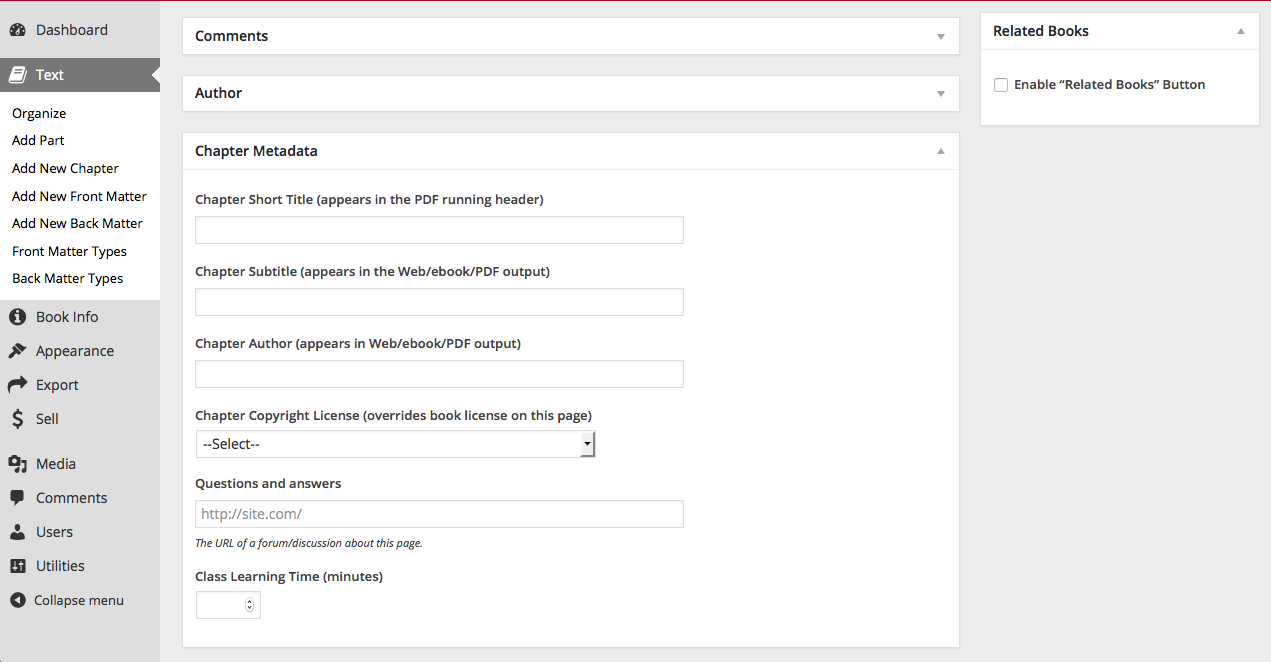 Dashboard
Text
Organize
Add Part
Add New Chapter
Add New Front Matter
Add New Back Matter
Front Matter Types
Back Matter Types
Book Info
Appearance
Export
Sell
Media
Comments
Users
Utilities
Collapse menu
Comments
Author
Chapter Metadata
Chapter Short Title (appears in the PDF running header)
Chapter Subtitle (appears in the Web/ebook/PDF output)
Chapter Author (appears in Web/ebook/PDF output)
Chapter Copyright License (overrides book license on this page)
--Select--
Questions and answers
http://site.com/
The URL of a forum/discussion about this page.
Class Learning Time (minutes)
Related Books
Enable “Related Books” Button